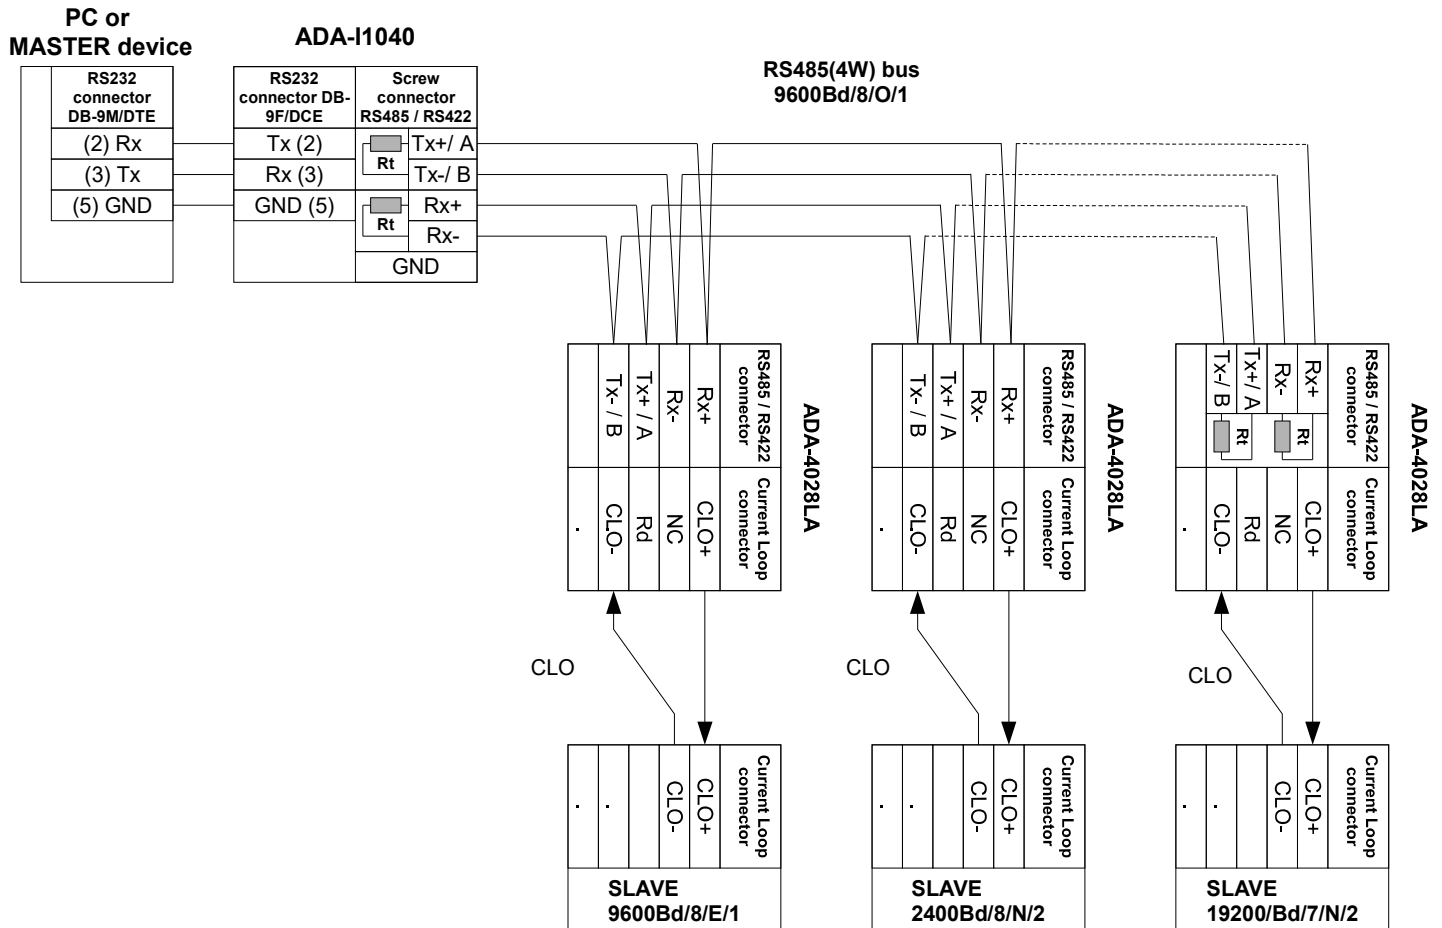 PC or
MASTER device
ADA-I1040
RS485(4W) bus
9600Bd/8/O/1
RS232
connector
DB-9M/DTE
(2) Rx
(3) Tx
(5) GND
RS232
connector DB-
9F/DCE
Tx (2)
Rx (3)
GND (5)
Screw
connector
RS485 / RS422
Rt
Tx+/ A
Tx-/ B
Rt
Rx+
Rx-
GND
RS485 / RS422
connector
Rx+
Rx-
Tx+ / A
Tx- / B
Current Loop
connector
CLO+
NC
Rd
CLO-
.
ADA-4028LA
RS485 / RS422
connector
Rx+
Rx-
Tx+ / A
Tx- / B
Current Loop
connector
CLO+
NC
Rd
CLO-
.
ADA-4028LA
RS485 / RS422
connector
Rx+
Rx-
Tx+/ A
Tx-/ B
Rt
Rt
Current Loop
connector
CLO+
NC
Rd
CLO-
.
ADA-4028LA
CLO
CLO
CLO
Current Loop
connector
CLO+
CLO-
.
.
SLAVE
9600Bd/8/E/1
Current Loop
connector
CLO+
CLO-
.
.
SLAVE
2400Bd/8/N/2
Current Loop
connector
CLO+
CLO-
.
.
SLAVE
19200/Bd/7/N/2